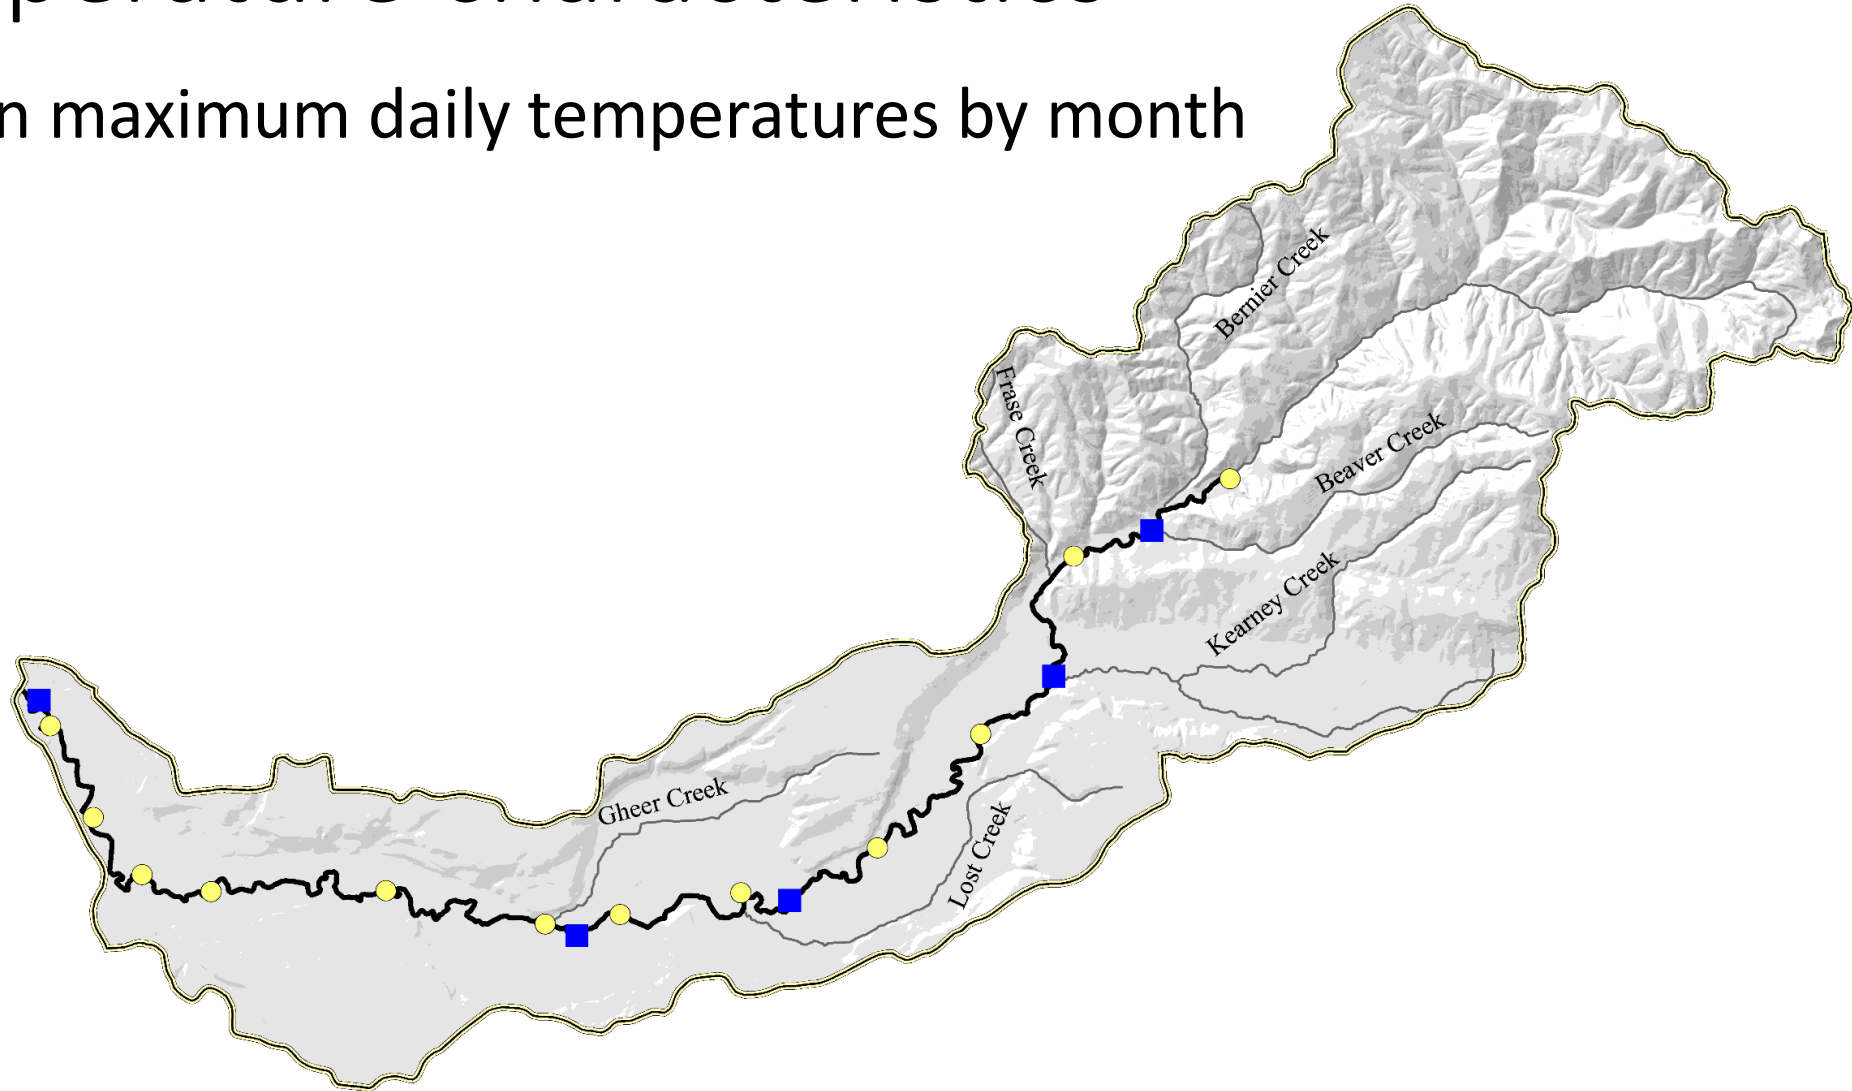 maximum daily temperatures by month
Bernier Creek
Frase Creek
Beaver Creek
Kearney Creek
Gheer Creek
Lost Creek